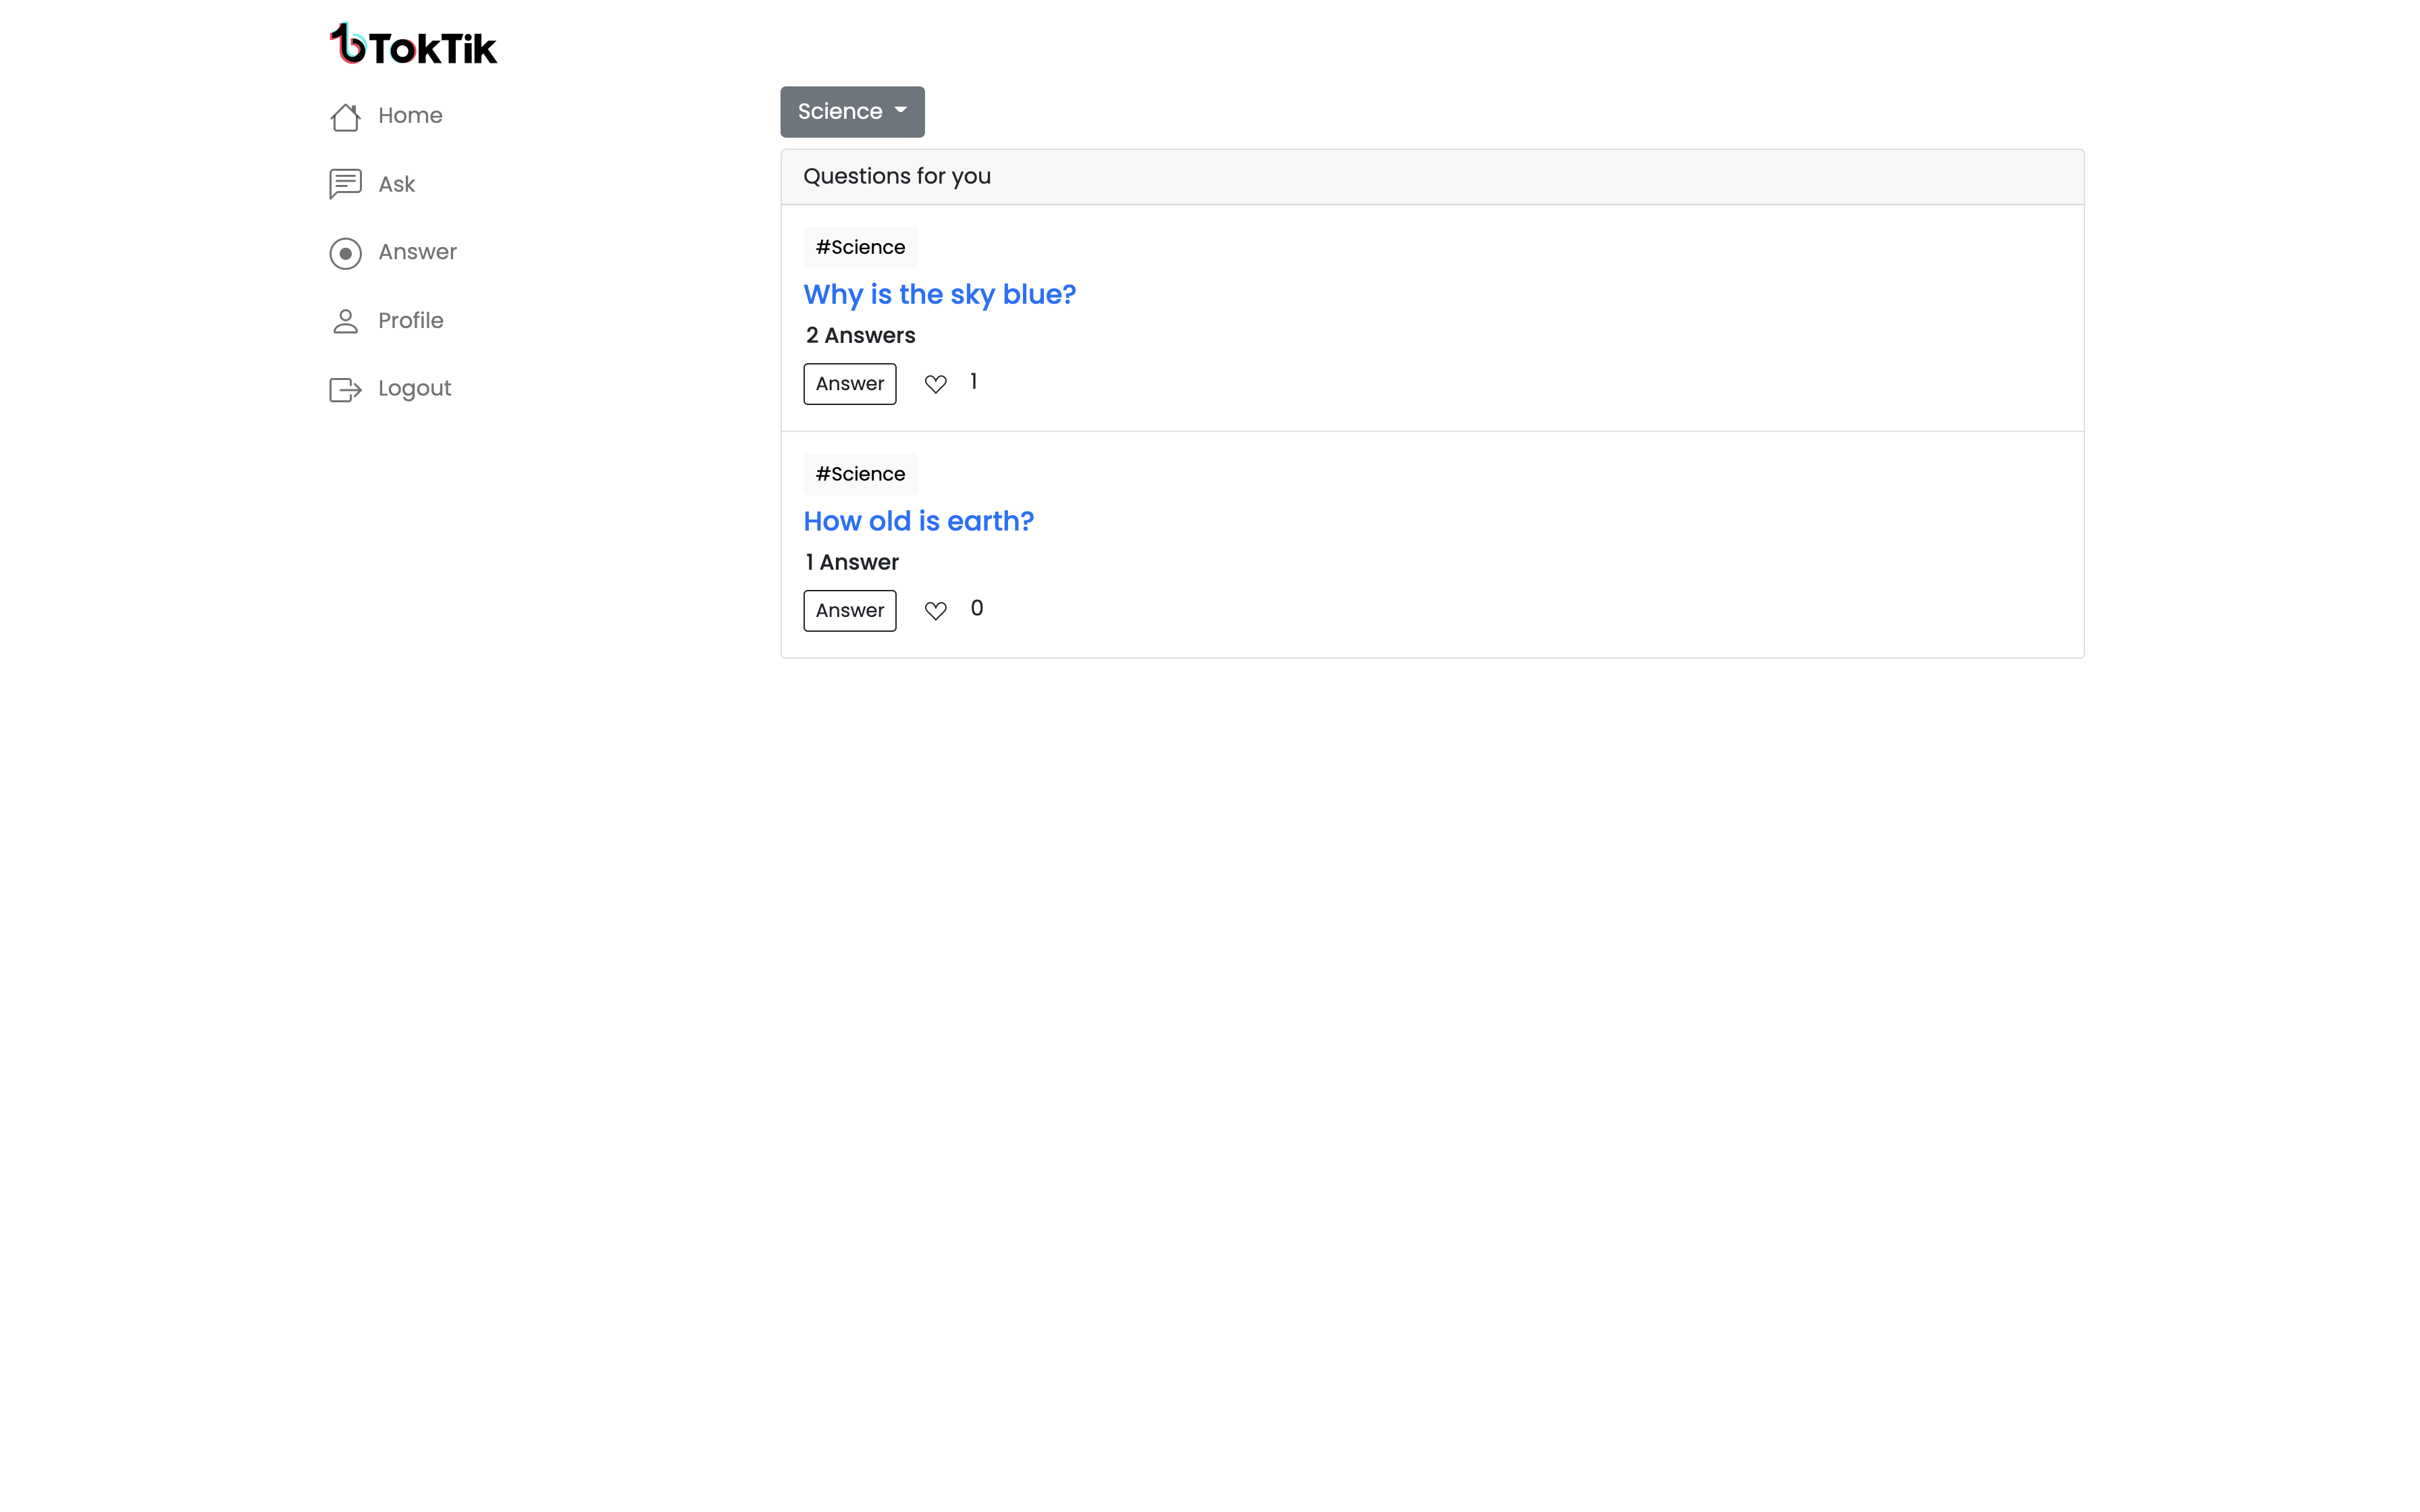 TokTik
Home
Ask
Answer
Profile
Logout
Science
Questions for you
#Science
Why is the sky blue?
2 Answers
Answer 1
#Science
How old is earth?
1 Answer
Answer 0